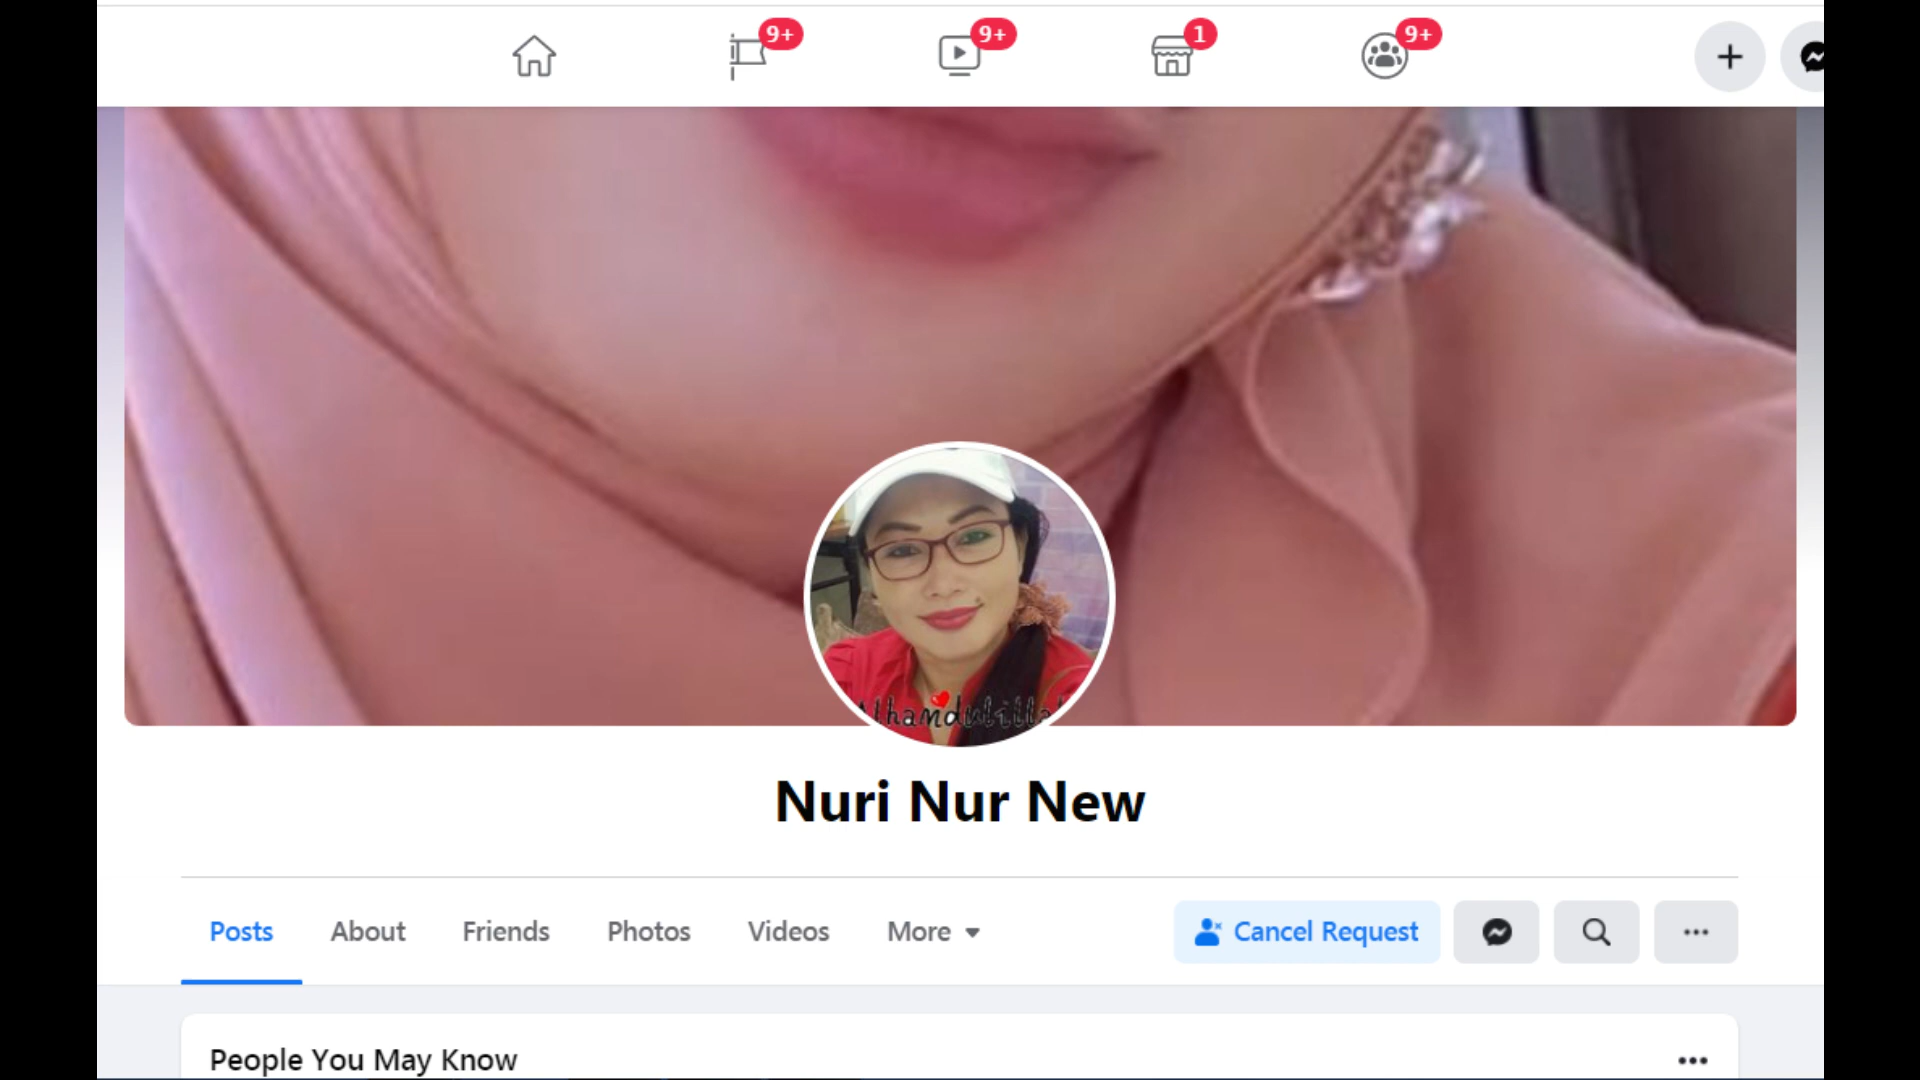 9+
9+
1
9+
Nuri Nur New
Posts
About
Friends
Photos
Videos
More
Cancel Request
People You May Know